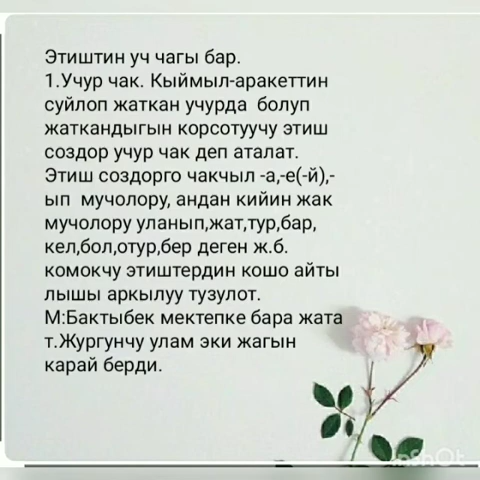 Этиштин уч чагы бар.
1.Учур чак. Кыймыл-аракеттин
суйлоп жаткан учурда болуп
жаткандыгын корсотуучу этиш
создор учур чак деп аталат.
Этиш создорго чакчыл -а,-е(-й),-
ып мучолору, андан кийин жак
мучолору уланып,жат,тур,бар,
кел,бол,отур,бер деген ж.б.
комокчу этиштердин кошо айты
лышы аркылуу тузулот.
М:Бактыбек мектепке бара жата
т.Жургунчу улам эки жагын
карай берди.
InShOt